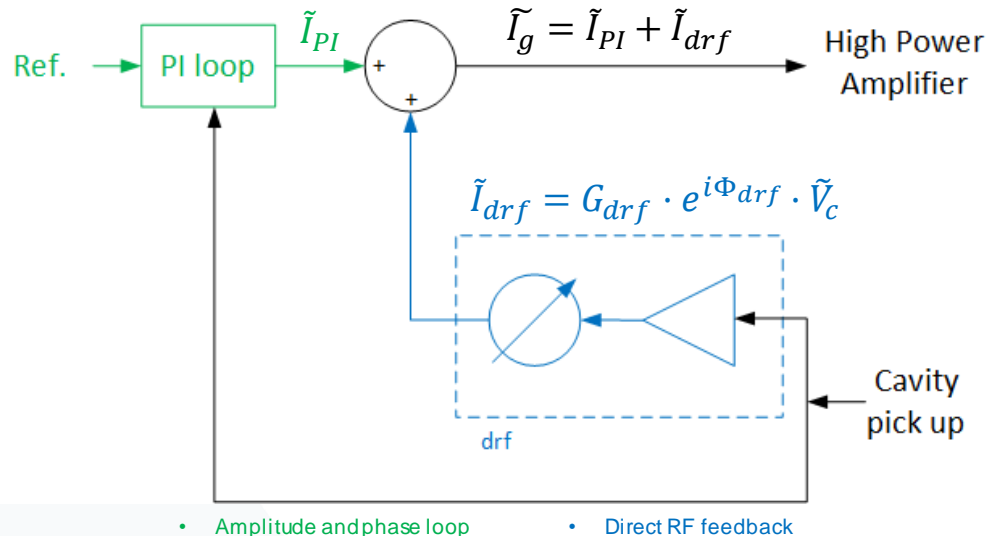 Ĩ_PI
Ĩ_g = Ĩ_PI + Ĩ_drf
High Power
Amplifier
Ref.
PI loop
+
+
Ĩ_drf = G_drf · e^{iΦ_drf} · Ṽ_c
Cavity
pick up
drf
• Amplitude and phase loop
• Direct RF feedback